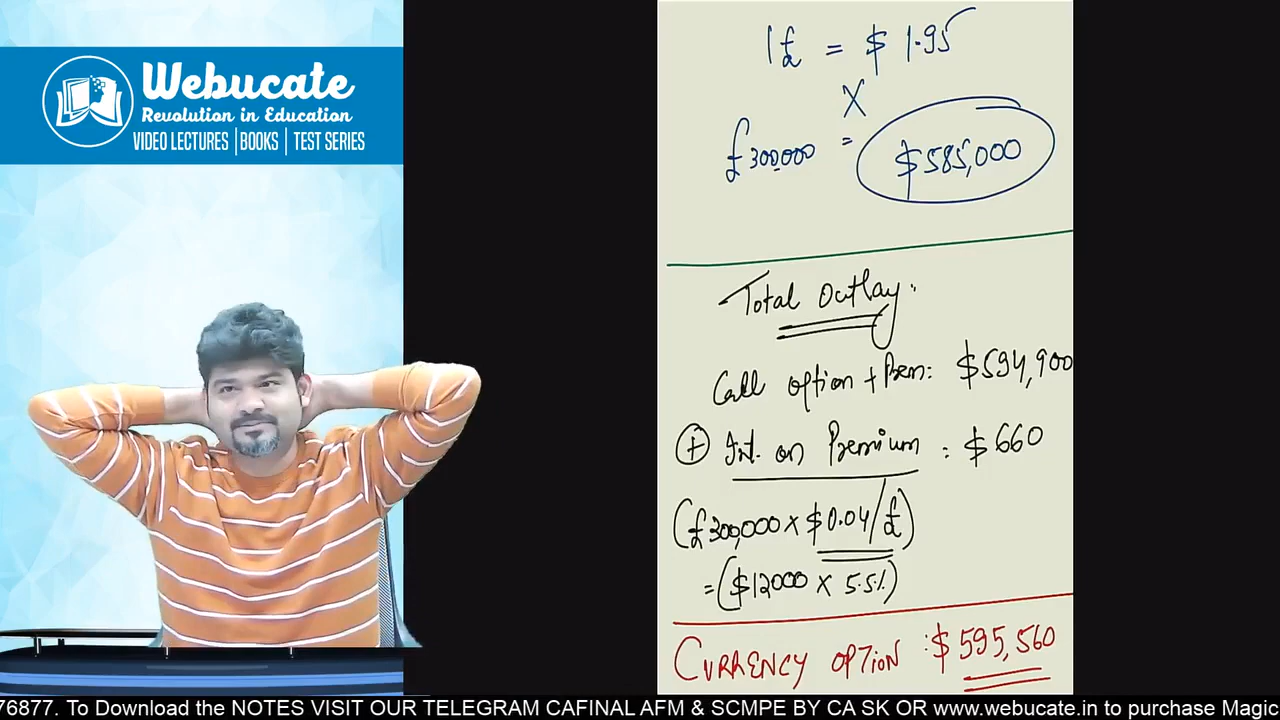 Webucate
Revolution in Education
VIDEO LECTURES | BOOKS | TEST SERIES
1£ = $ 1.95
X
£300,000 = $585,000
Total Outlay:
Call option + Prem: $594,900
+ Int. on Premium : $660
(£300,000 X $0.04/£)
= ($12000 X 5.5%)
CURRENCY OPTION : $595,560
76877. To Download the NOTES VISIT OUR TELEGRAM CAFINAL AFM & SCMPE BY CA SK OR www.webucate.in to purchase Magic